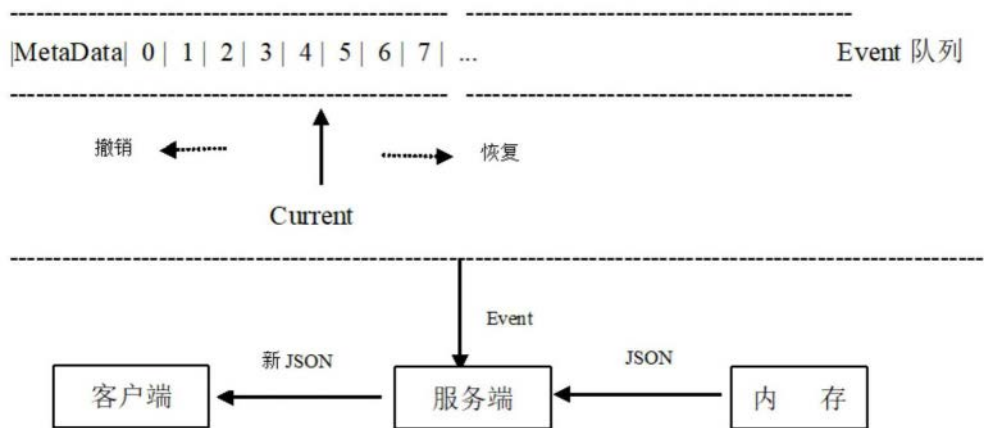 |MetaData| 0 | 1 | 2 | 3 | 4 | 5 | 6 | 7 | ... Event 队列
撤销 恢复
Current
Event
新 JSON JSON
客户端 服务端 内 存